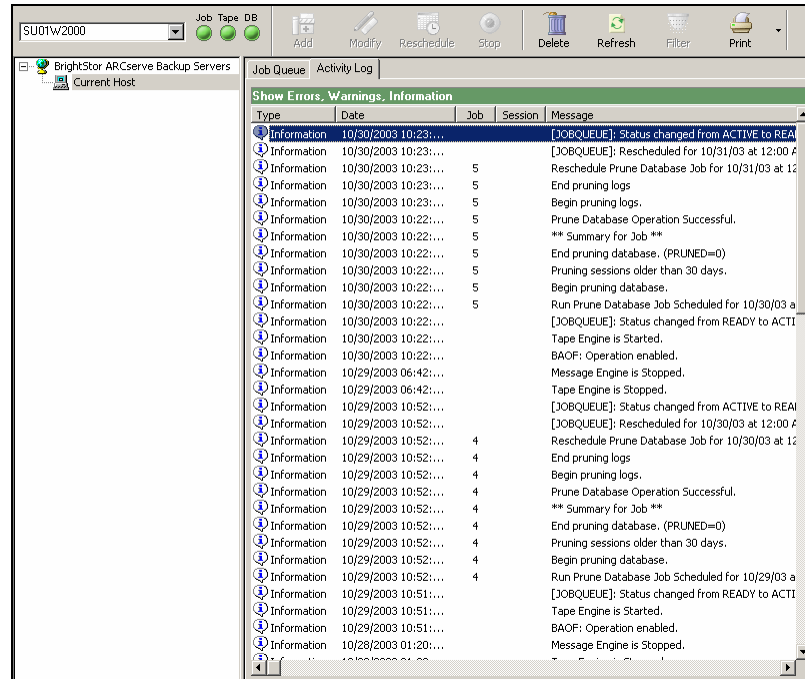 SU01W2000
Job Tape DB
Add Modify Reschedule Stop Delete Refresh Filter Print
BrightStor ARCserve Backup Servers
Current Host
Job Queue Activity Log
Show Errors, Warnings, Information
Type Date Job Session Message
Information 10/30/2003 10:23:... [JOBQUEUE]: Status changed from ACTIVE to REA
Information 10/30/2003 10:23:... [JOBQUEUE]: Rescheduled for 10/31/03 at 12:00 A
Information 10/30/2003 10:23:... 5 Reschedule Prune Database Job for 10/31/03 at 12
Information 10/30/2003 10:23:... 5 End pruning logs
Information 10/30/2003 10:23:... 5 Begin pruning logs.
Information 10/30/2003 10:22:... 5 Prune Database Operation Successful.
Information 10/30/2003 10:22:... 5 ** Summary for Job **
Information 10/30/2003 10:22:... 5 End pruning database. (PRUNED=0)
Information 10/30/2003 10:22:... 5 Pruning sessions older than 30 days.
Information 10/30/2003 10:22:... 5 Begin pruning database.
Information 10/30/2003 10:22:... 5 Run Prune Database Job Scheduled for 10/30/03 a
Information 10/30/2003 10:22:... [JOBQUEUE]: Status changed from READY to ACTI
Information 10/30/2003 10:22:... Tape Engine is Started.
Information 10/30/2003 10:22:... BAOF: Operation enabled.
Information 10/29/2003 06:42:... Message Engine is Stopped.
Information 10/29/2003 06:42:... Tape Engine is Stopped.
Information 10/29/2003 10:52:... [JOBQUEUE]: Status changed from ACTIVE to REA
Information 10/29/2003 10:52:... [JOBQUEUE]: Rescheduled for 10/30/03 at 12:00 A
Information 10/29/2003 10:52:... 4 Reschedule Prune Database Job for 10/30/03 at 12
Information 10/29/2003 10:52:... 4 End pruning logs
Information 10/29/2003 10:52:... 4 Begin pruning logs.
Information 10/29/2003 10:52:... 4 Prune Database Operation Successful.
Information 10/29/2003 10:52:... 4 ** Summary for Job **
Information 10/29/2003 10:52:... 4 End pruning database. (PRUNED=0)
Information 10/29/2003 10:52:... 4 Pruning sessions older than 30 days.
Information 10/29/2003 10:52:... 4 Begin pruning database.
Information 10/29/2003 10:52:... 4 Run Prune Database Job Scheduled for 10/29/03 a
Information 10/29/2003 10:51:... [JOBQUEUE]: Status changed from READY to ACTI
Information 10/29/2003 10:51:... Tape Engine is Started.
Information 10/29/2003 10:51:... BAOF: Operation enabled.
Information 10/28/2003 01:20:... Message Engine is Stopped.